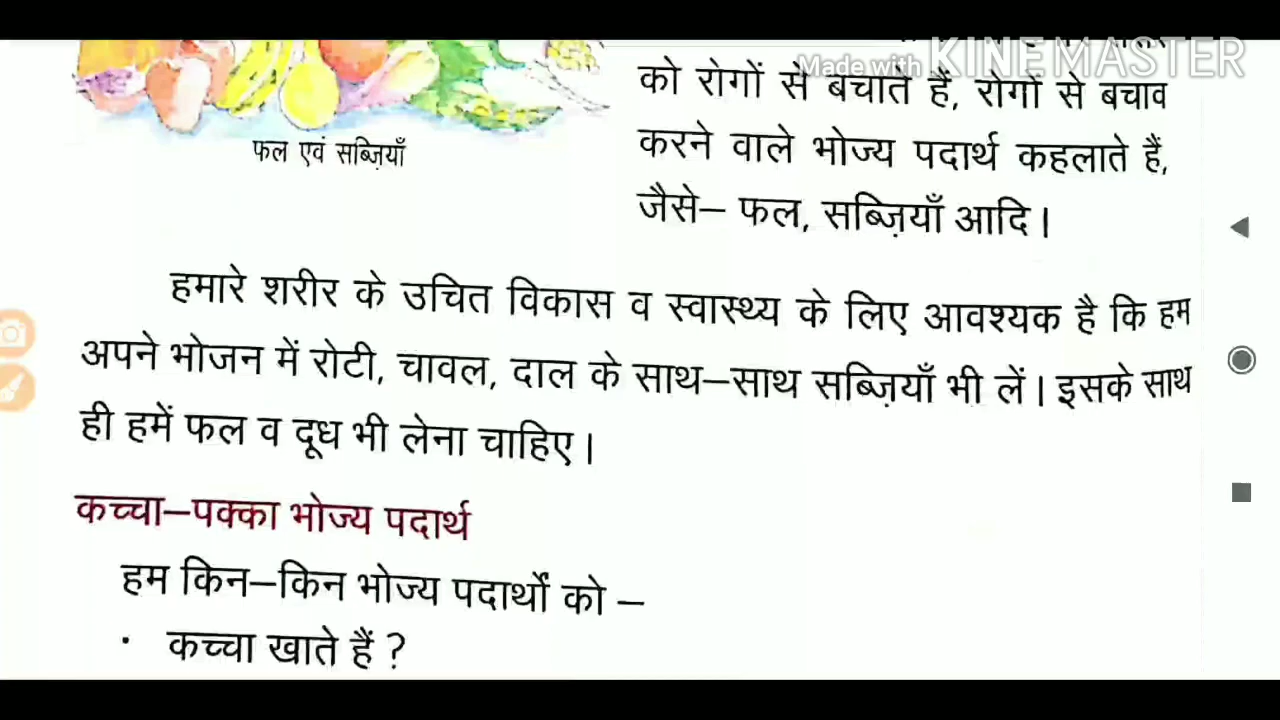 Made with KINEMASTER
को रोगों से बचाते हैं, रोगों से बचाव
करने वाले भोज्य पदार्थ कहलाते हैं,
जैसे– फल, सब्ज़ियाँ आदि।
फल एवं सब्ज़ियाँ
हमारे शरीर के उचित विकास व स्वास्थ्य के लिए आवश्यक है कि हम
अपने भोजन में रोटी, चावल, दाल के साथ–साथ सब्ज़ियाँ भी लें। इसके साथ
ही हमें फल व दूध भी लेना चाहिए।
कच्चा–पक्का भोज्य पदार्थ
हम किन–किन भोज्य पदार्थों को –
· कच्चा खाते हैं ?